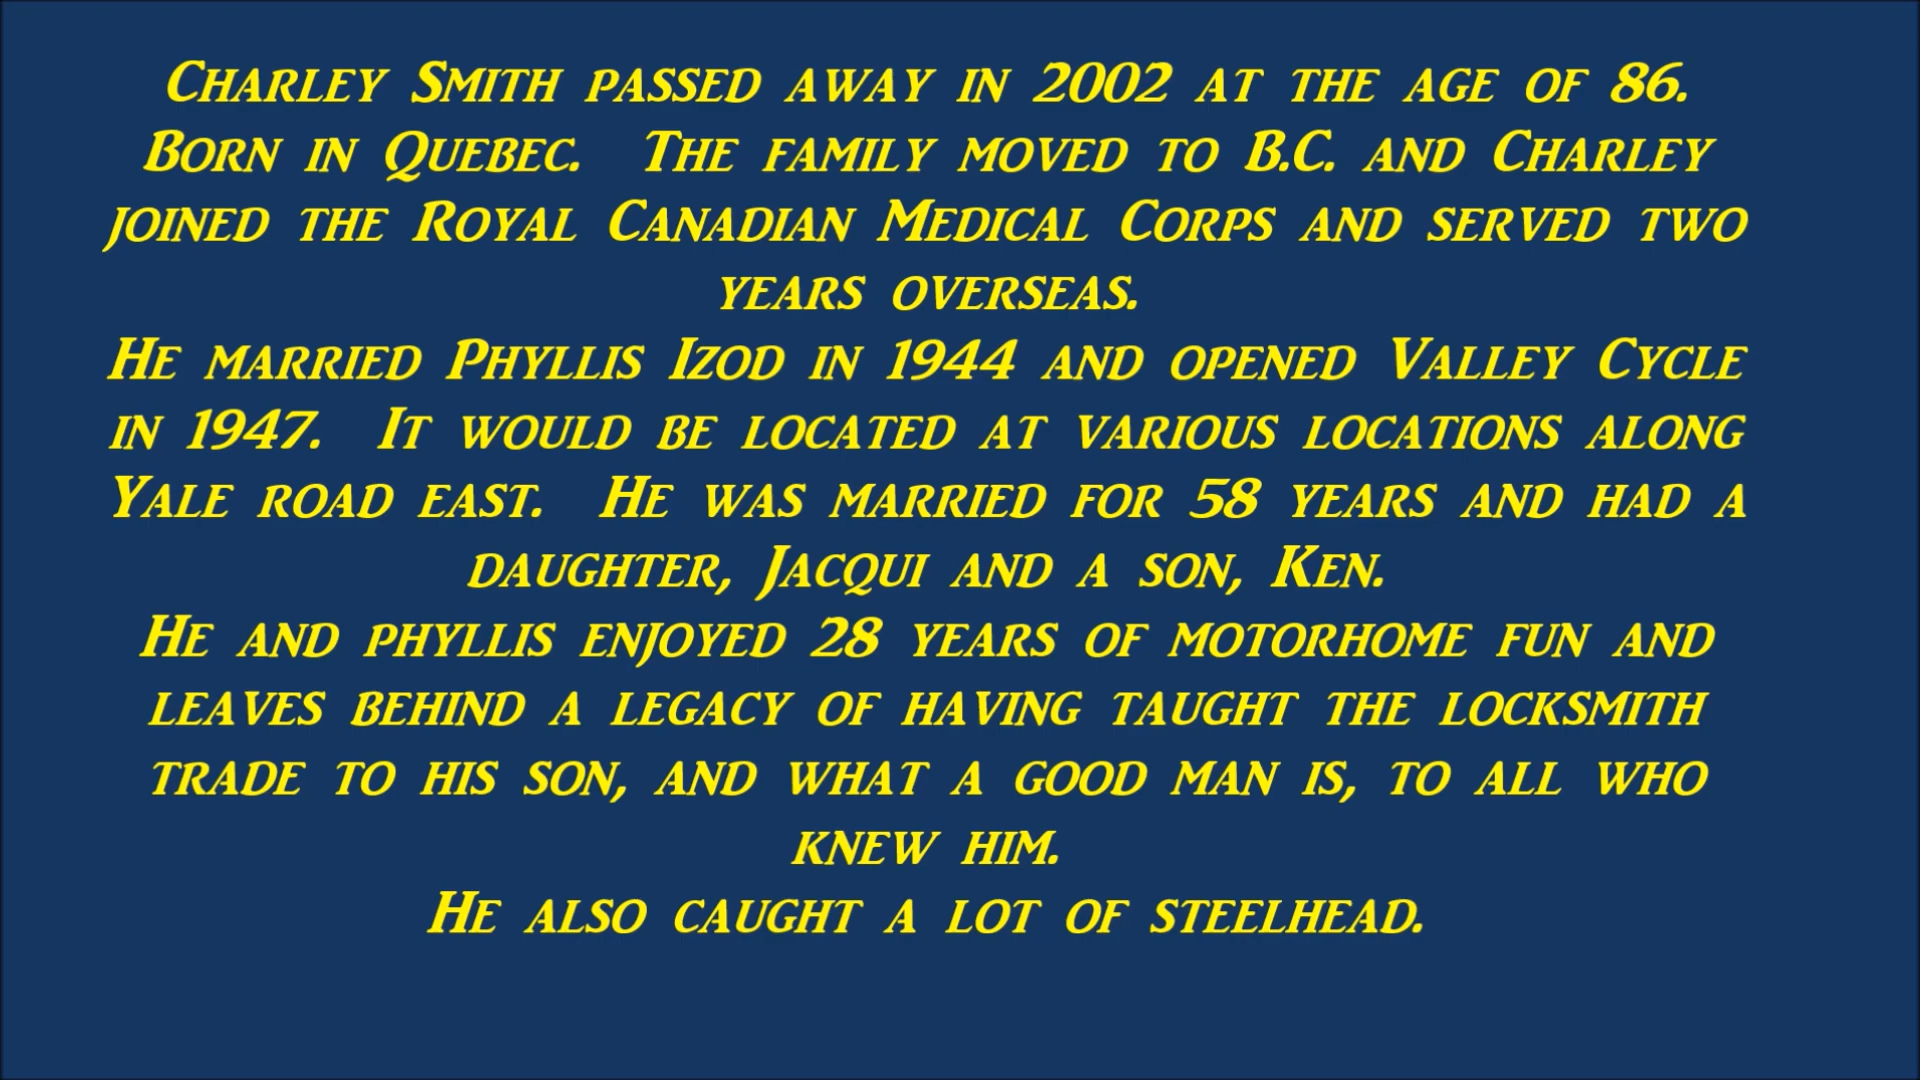 Charley Smith passed away in 2002 at the age of 86.
Born in Quebec. The family moved to B.C. and Charley
joined the Royal Canadian Medical Corps and served two
years overseas.
He married Phyllis Izod in 1944 and opened Valley Cycle
in 1947. It would be located at various locations along
Yale road east. He was married for 58 years and had a
daughter, Jacqui and a son, Ken.
He and phyllis enjoyed 28 years of motorhome fun and
leaves behind a legacy of having taught the locksmith
trade to his son, and what a good man is, to all who
knew him.
He also caught a lot of steelhead.